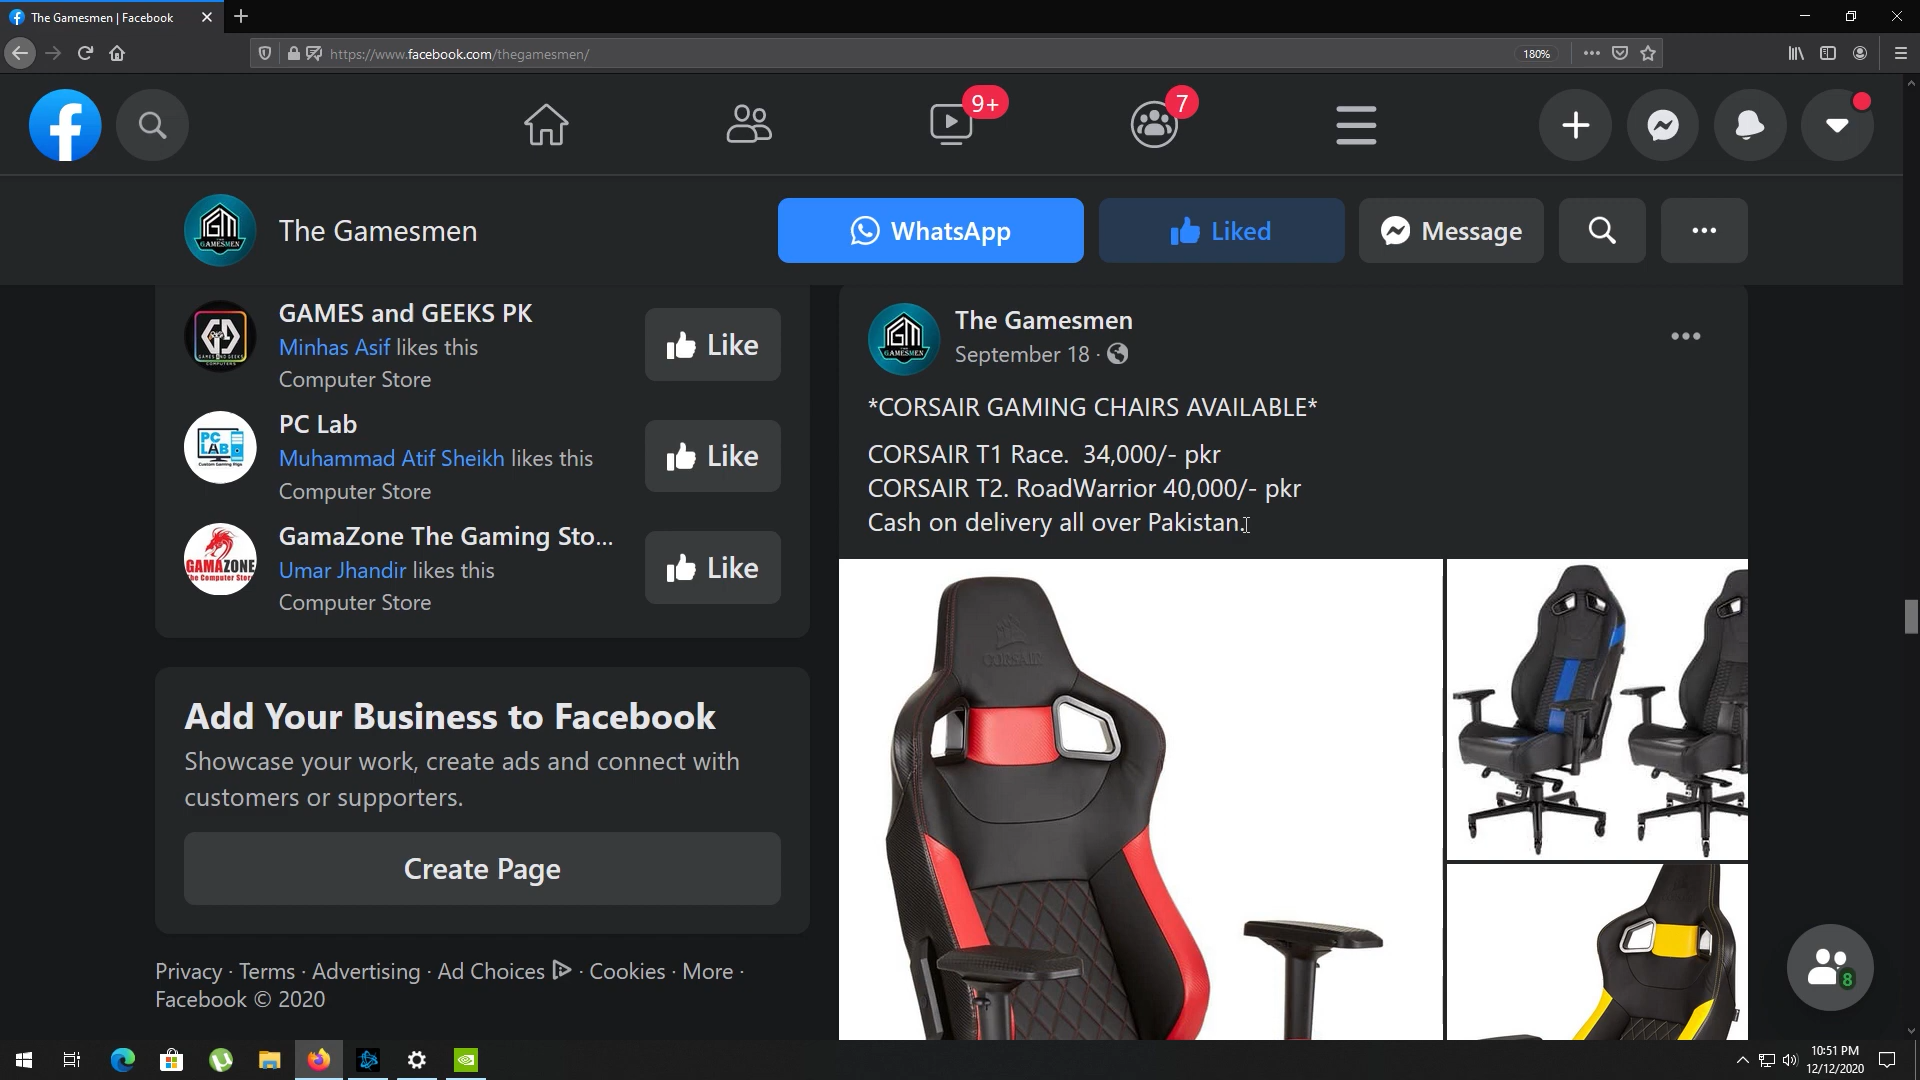 The Gamesmen | Facebook
https://www.facebook.com/thegamesmen/
180%
9+
7
The Gamesmen
WhatsApp
Liked
Message
GAMES and GEEKS PK
Minhas Asif likes this
Computer Store
Like
PC Lab
Muhammad Atif Sheikh likes this
Computer Store
Like
GamaZone The Gaming Sto...
Umar Jhandir likes this
Computer Store
Like
Add Your Business to Facebook
Showcase your work, create ads and connect with
customers or supporters.
Create Page
Privacy · Terms · Advertising · Ad Choices · Cookies · More ·
Facebook © 2020
The Gamesmen
September 18 ·
*CORSAIR GAMING CHAIRS AVAILABLE*
CORSAIR T1 Race.  34,000/- pkr
CORSAIR T2. RoadWarrior 40,000/- pkr
Cash on delivery all over Pakistan.
CORSAIR
8
10:51 PM
12/12/2020
GAMESMEN
PC LAB
GAMAZONE
GAMESMEN